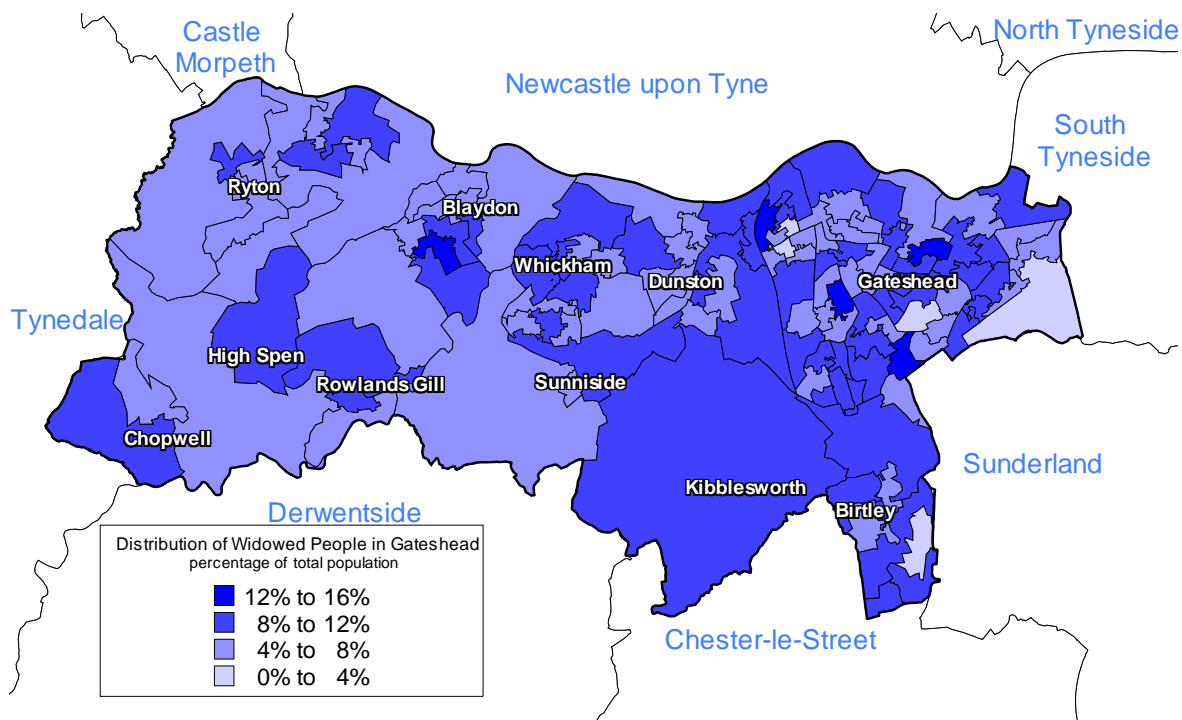 Castle
Morpeth
North Tyneside
Newcastle upon Tyne
South
Tyneside
Ryton
Blaydon
Whickham
Dunston
Gateshead
Tynedale
High Spen
Rowlands Gill
Sunniside
Chopwell
Sunderland
Kibblesworth
Birtley
Derwentside
Distribution of Widowed People in Gateshead
percentage of total population
12% to 16%
8% to 12%
4% to 8%
0% to 4%
Chester-le-Street